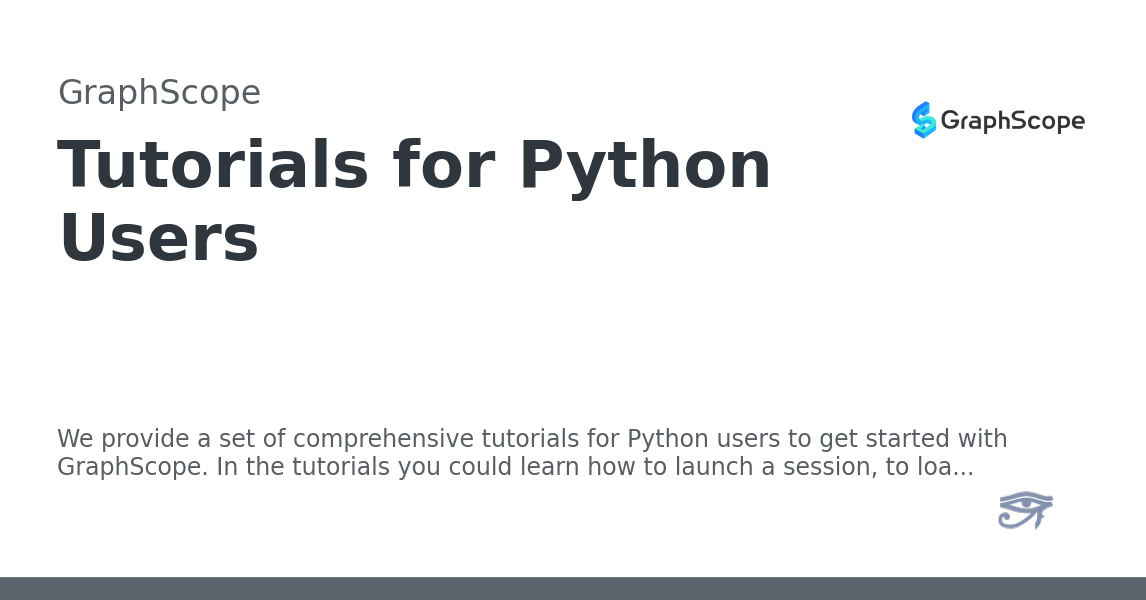 GraphScope
GraphScope
Tutorials for Python
Users
We provide a set of comprehensive tutorials for Python users to get started with
GraphScope. In the tutorials you could learn how to launch a session, to loa...